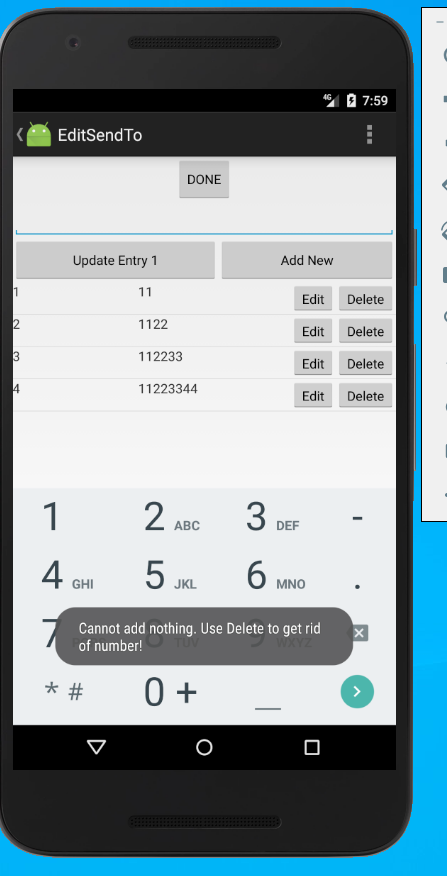 4G 7:59
EditSendTo
DONE
Update Entry 1 Add New
1 11 Edit Delete
2 1122 Edit Delete
3 112233 Edit Delete
4 11223344 Edit Delete
1 2 ABC 3 DEF -
4 GHI 5 JKL 6 MNO .
7 8 TUV 9 WXYZ
Cannot add nothing. Use Delete to get rid
of number!
* # 0 + _